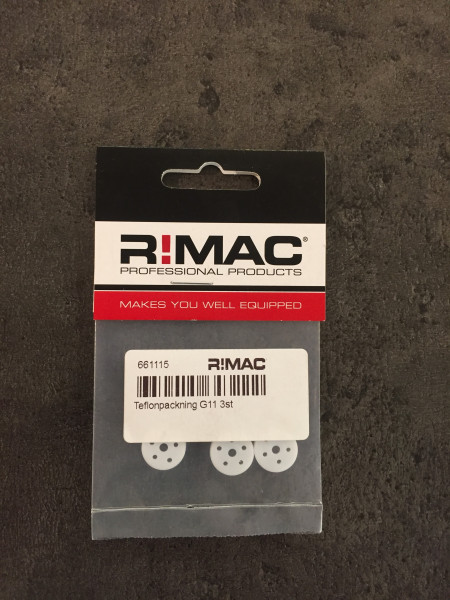 R!MAC®
PROFESSIONAL PRODUCTS
MAKES YOU WELL EQUIPPED
661115 R!MAC
Teflonpackning G11 3st